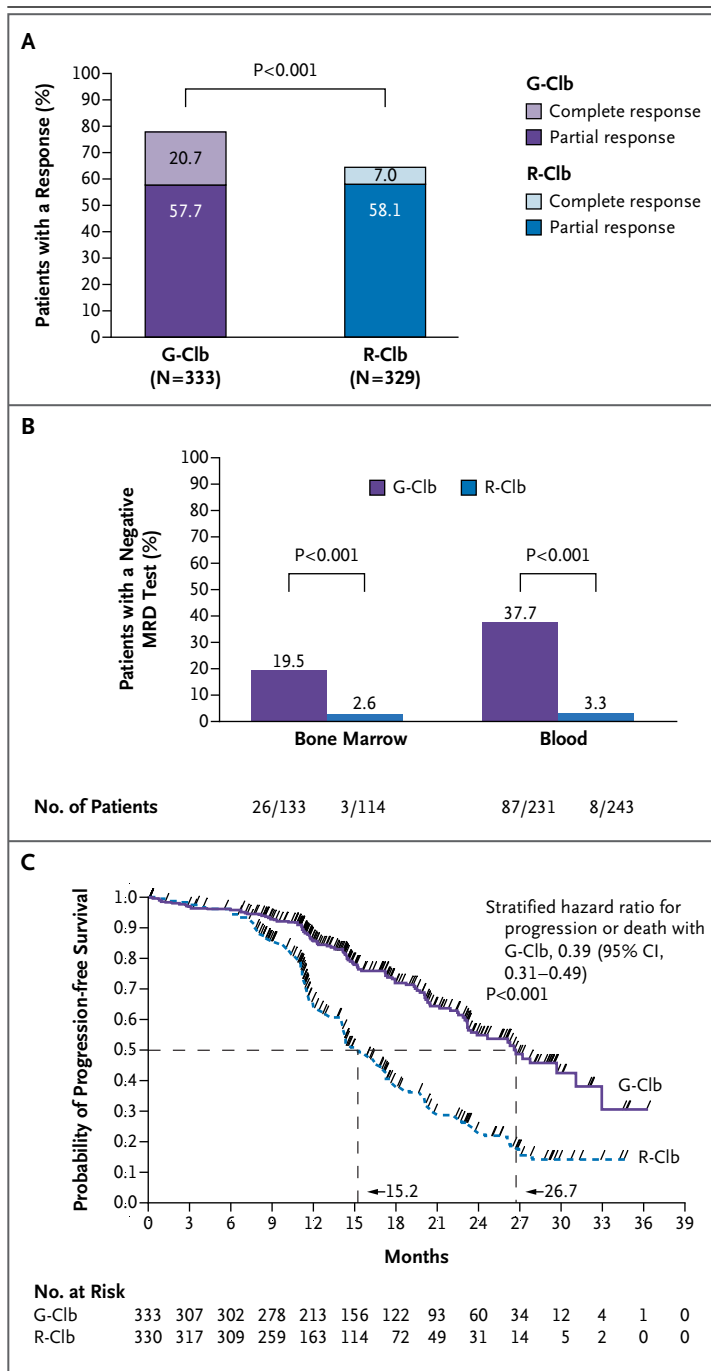 A
P<0.001
Patients with a Response (%)
100
90
80
70
60
50
40
30
20
10
0
20.7
57.7
7.0
58.1
G-Clb
(N=333)
R-Clb
(N=329)
G-Clb
Complete response
Partial response
R-Clb
Complete response
Partial response
B
Patients with a Negative
MRD Test (%)
100
90
80
70
60
50
40
30
20
10
0
G-Clb R-Clb
P<0.001 P<0.001
19.5 2.6 37.7 3.3
Bone Marrow Blood
No. of Patients 26/133 3/114 87/231 8/243
C
Probability of Progression-free Survival
1.0
0.9
0.8
0.7
0.6
0.5
0.4
0.3
0.2
0.1
0.0
Stratified hazard ratio for
progression or death with
G-Clb, 0.39 (95% CI,
0.31–0.49)
P<0.001
G-Clb
R-Clb
15.2 26.7
0 3 6 9 12 15 18 21 24 27 30 33 36 39
Months
No. at Risk
G-Clb 333 307 302 278 213 156 122 93 60 34 12 4 1 0
R-Clb 330 317 309 259 163 114 72 49 31 14 5 2 0 0